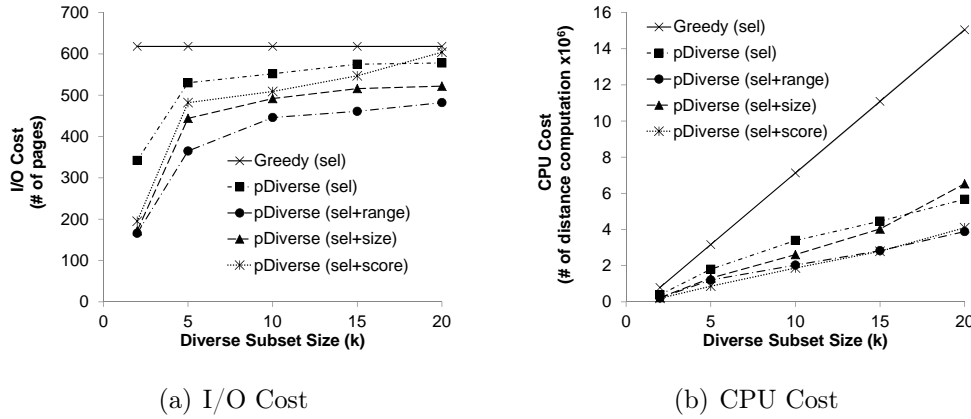 700
600
500
400
300
200
100
0
I/O Cost
(# of pages)
Greedy (sel)
pDiverse (sel)
pDiverse (sel+range)
pDiverse (sel+size)
pDiverse (sel+score)
0 5 10 15 20
Diverse Subset Size (k)
(a) I/O Cost
16
14
12
10
8
6
4
2
0
CPU Cost
(# of distance computation x10⁶)
Greedy (sel)
pDiverse (sel)
pDiverse (sel+range)
pDiverse (sel+size)
pDiverse (sel+score)
0 5 10 15 20
Diverse Subset Size (k)
(b) CPU Cost